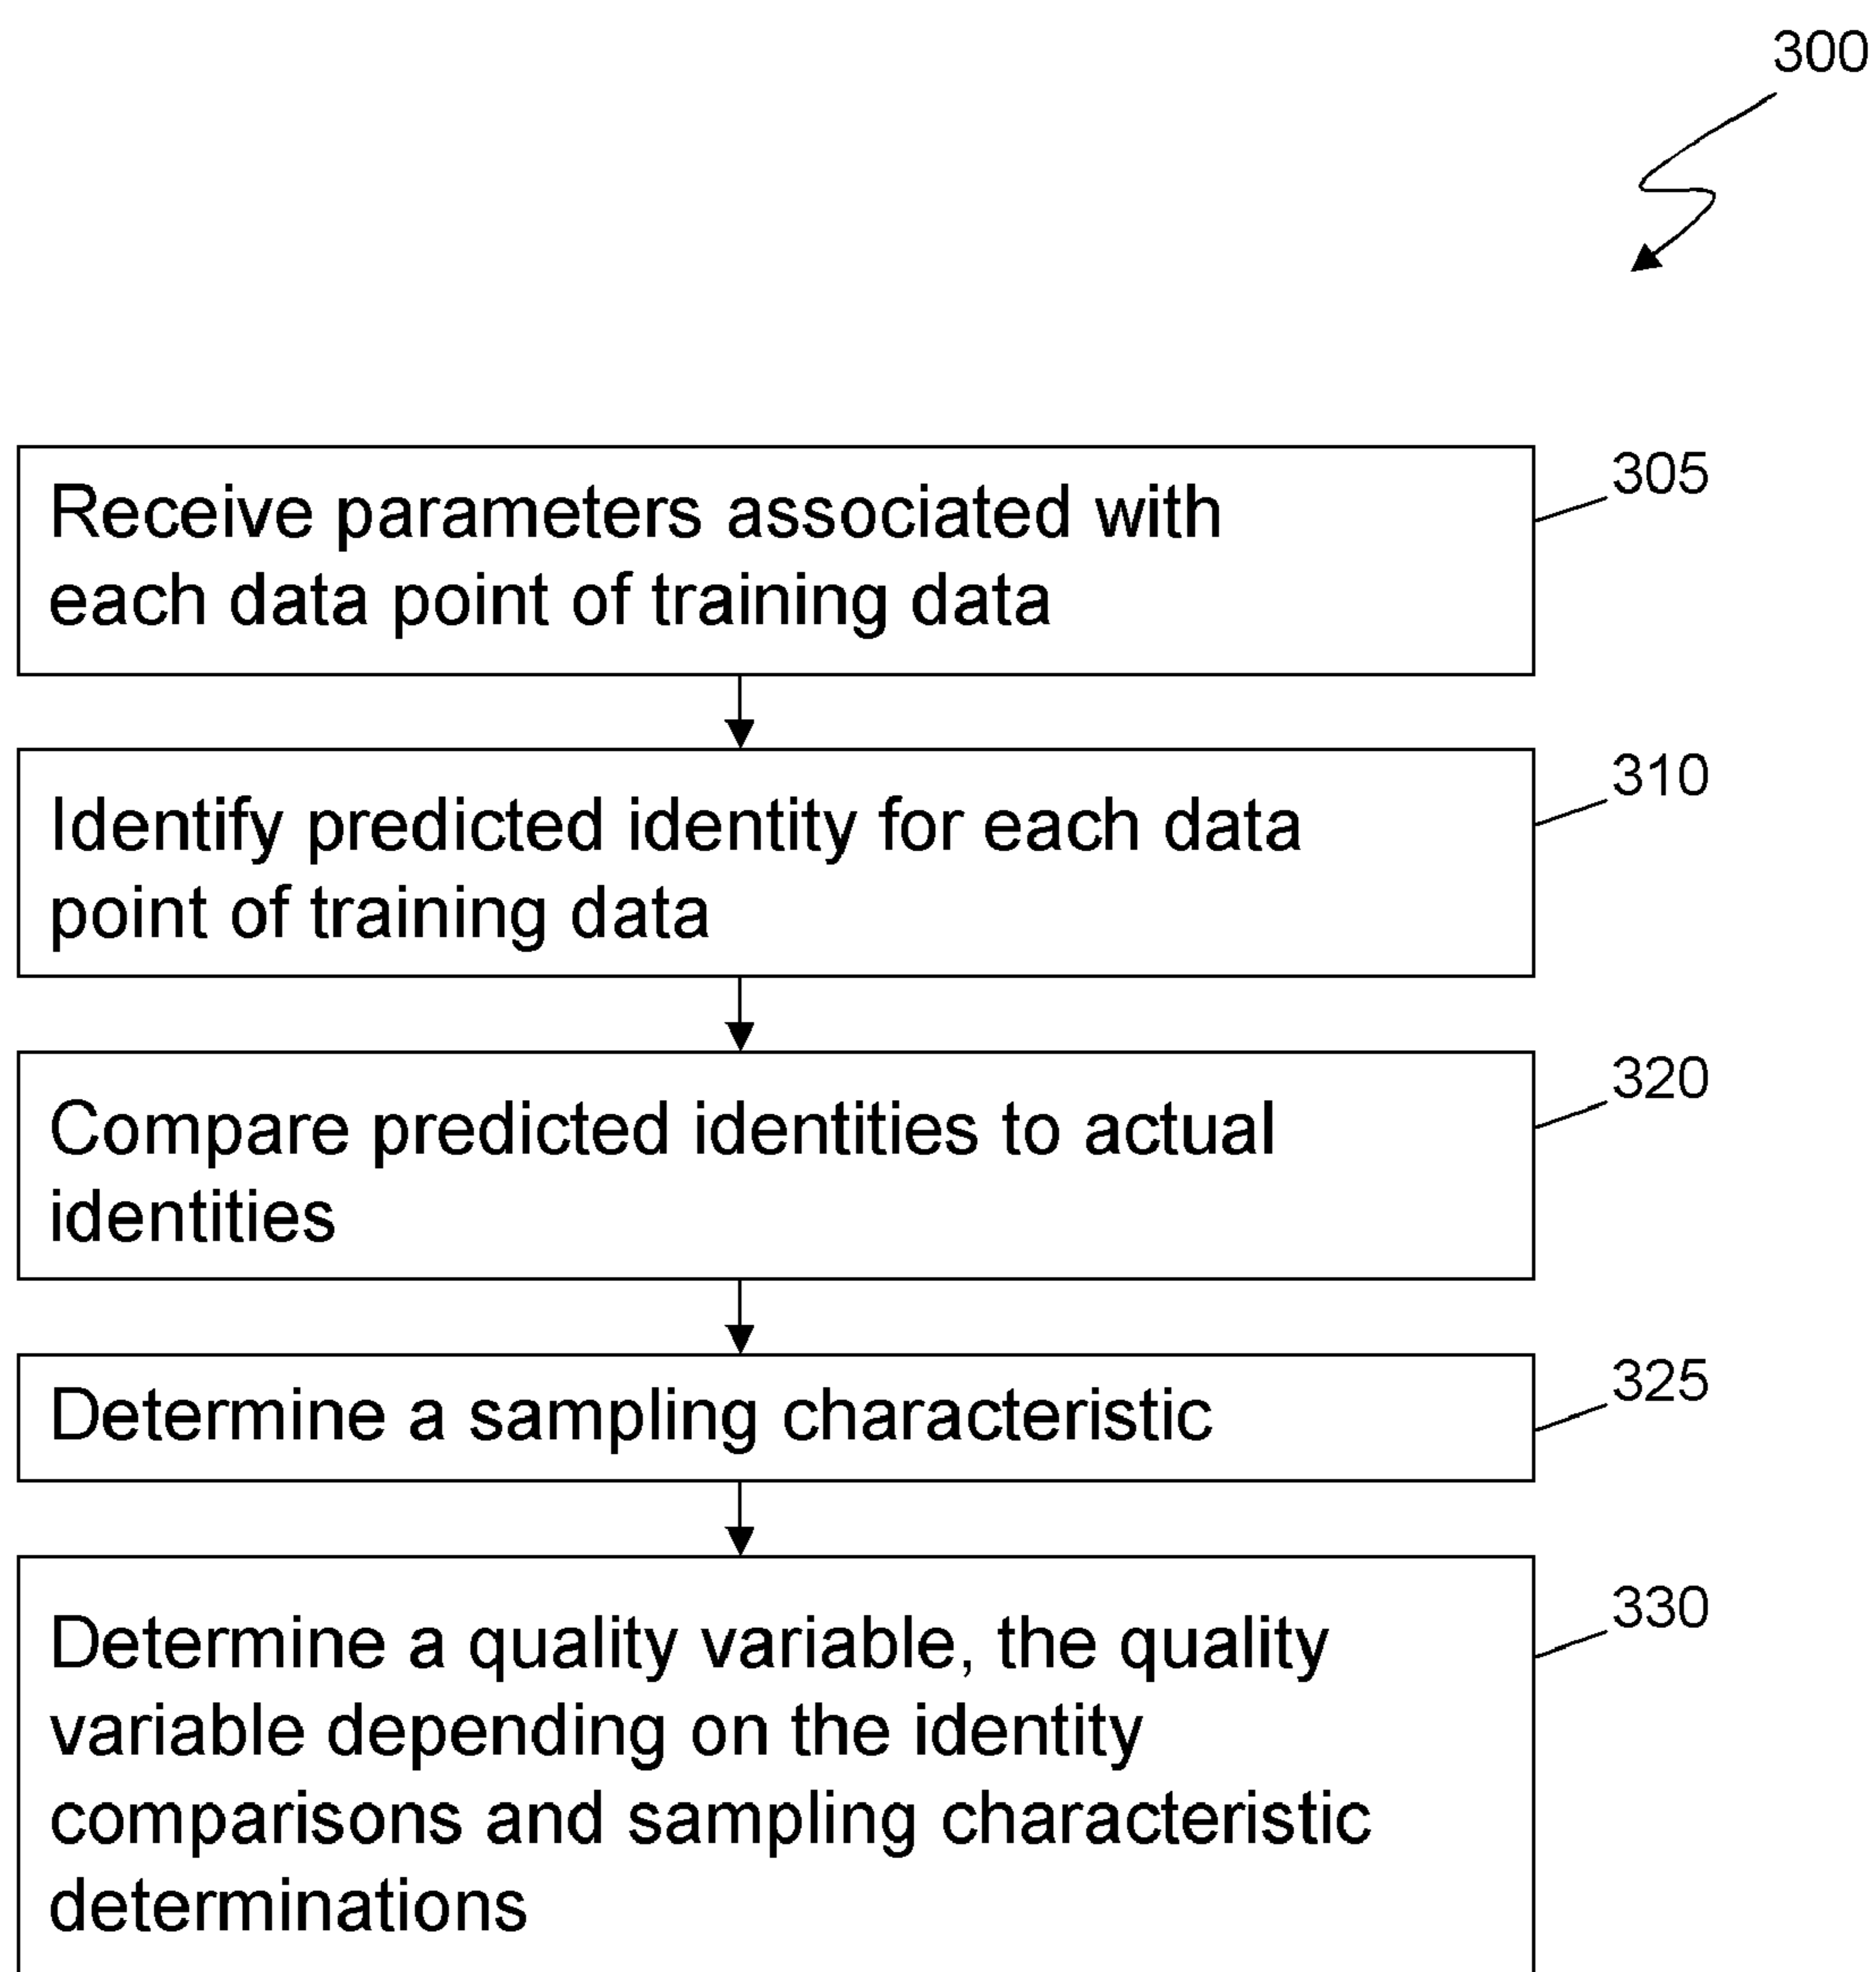 300
Receive parameters associated with
each data point of training data
305
Identify predicted identity for each data
point of training data
310
Compare predicted identities to actual
identities
320
Determine a sampling characteristic
325
Determine a quality variable, the quality
variable depending on the identity
comparisons and sampling characteristic
determinations
330